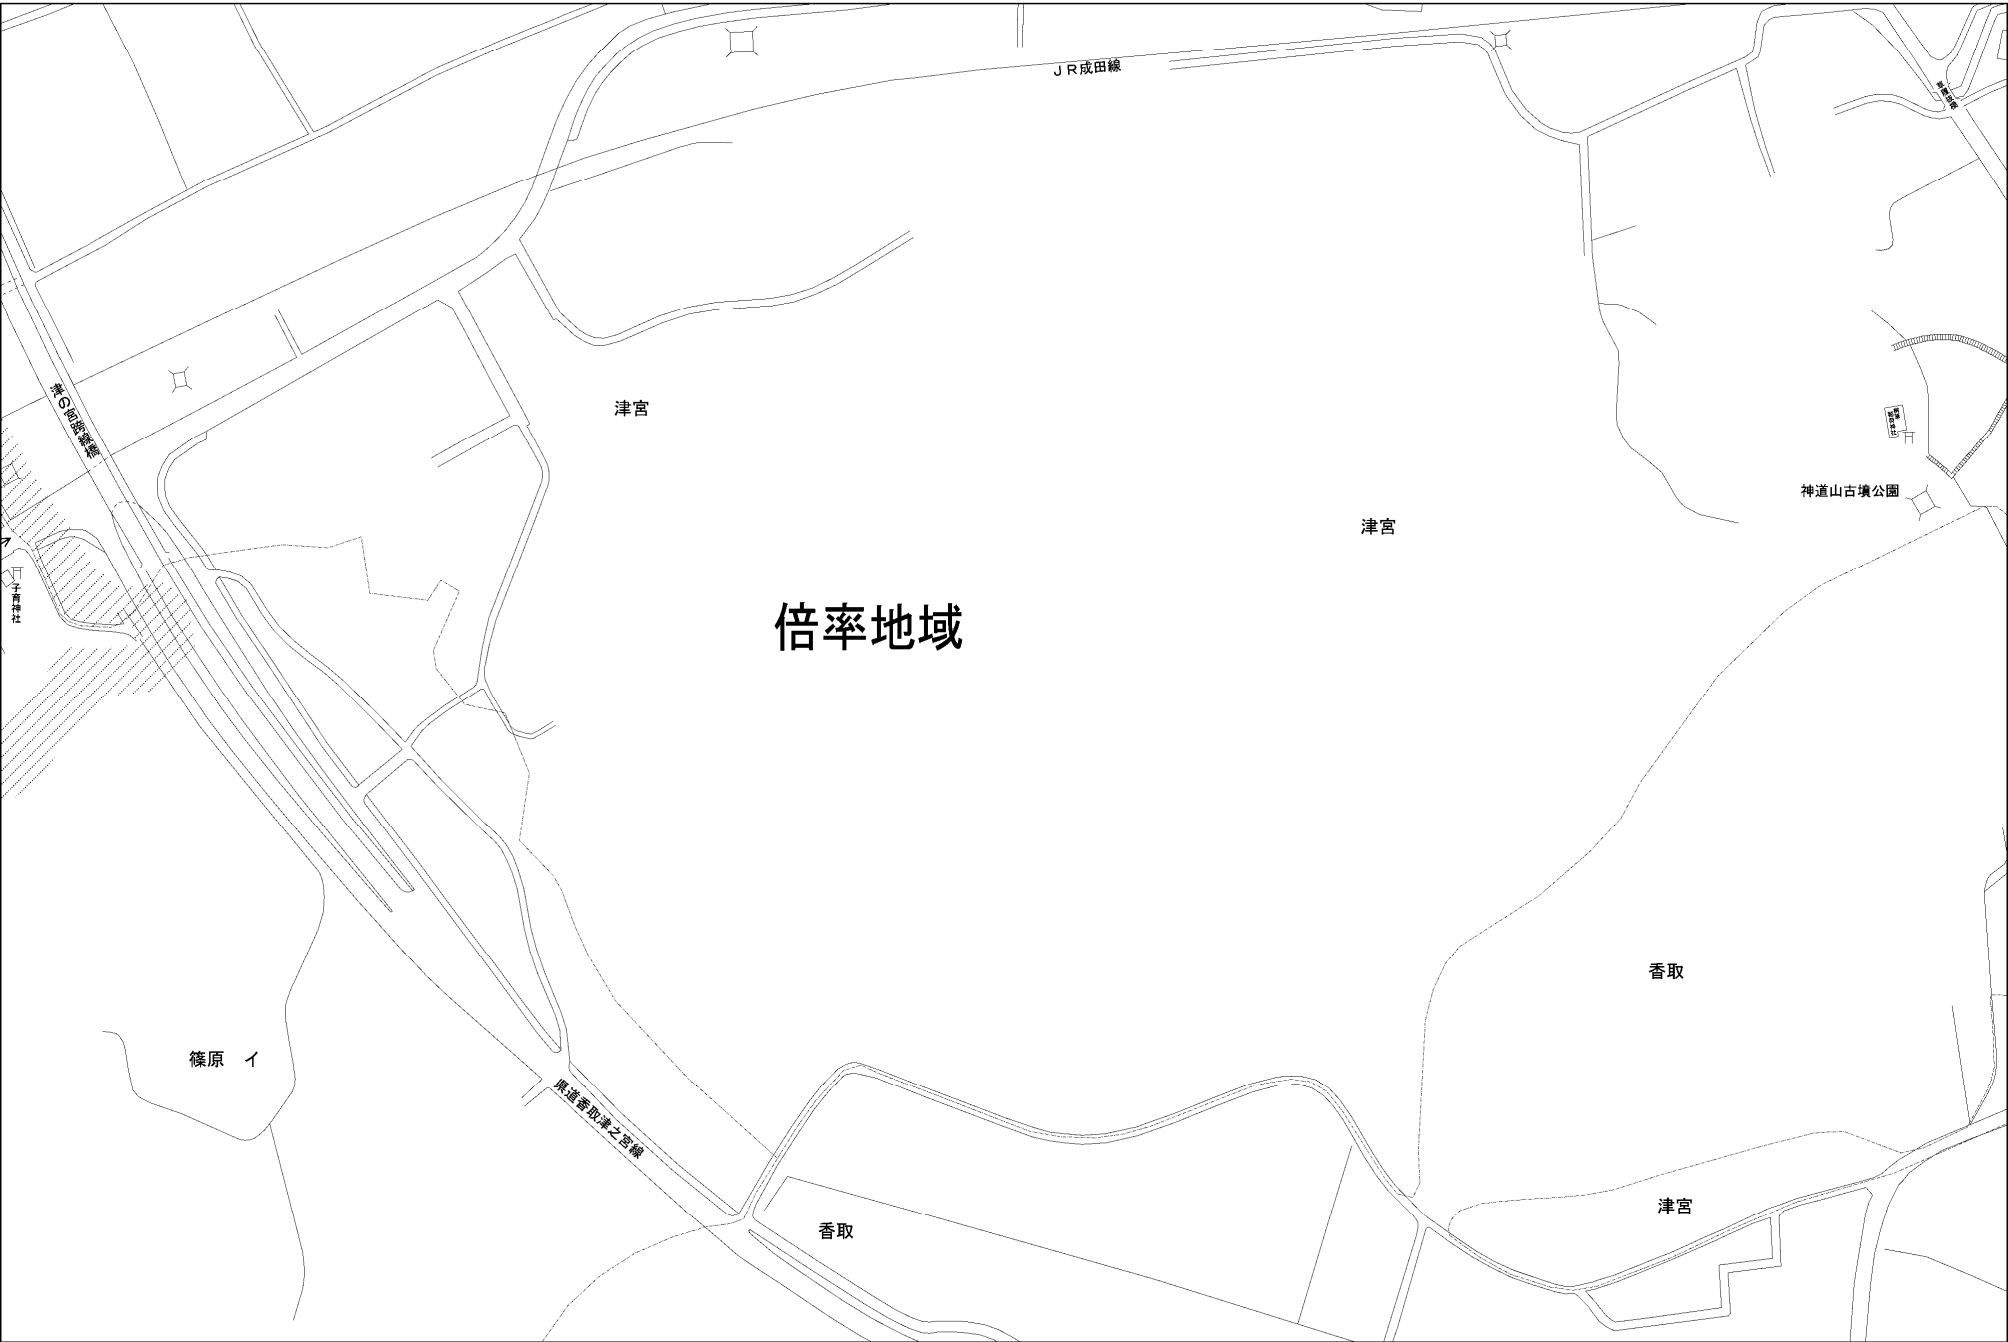 ＪＲ成田線
津の宮跨線橋
津宮
神道山古墳公園
津宮
子育神社
倍率地域
香取
篠原　イ
県道香取津之宮線
津宮
香取